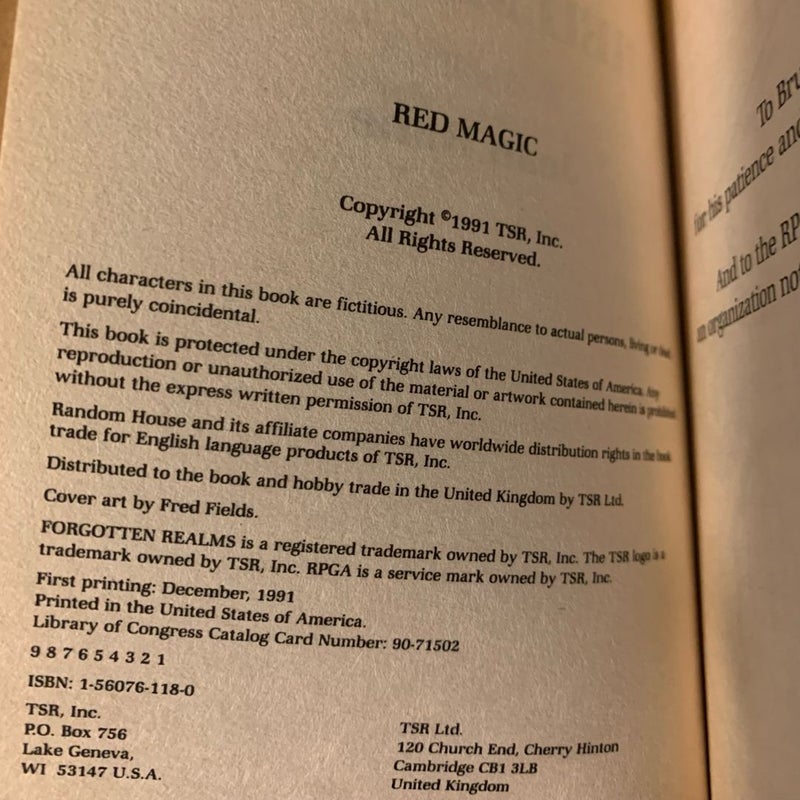 RED MAGIC
Copyright ©1991 TSR, Inc.
All Rights Reserved.
All characters in this book are fictitious. Any resemblance to actual persons, living or
is purely coincidental.
This book is protected under the copyright laws of the United States of America. Any
reproduction or unauthorized use of the material or artwork contained herein is
without the express written permission of TSR, Inc.
Random House and its affiliate companies have worldwide distribution rights in the book
trade for English language products of TSR, Inc.
Distributed to the book and hobby trade in the United Kingdom by TSR Ltd.
Cover art by Fred Fields.
FORGOTTEN REALMS is a registered trademark owned by TSR, Inc. The TSR logo is a
trademark owned by TSR, Inc. RPGA is a service mark owned by TSR, Inc.
First printing: December, 1991
Printed in the United States of America.
Library of Congress Catalog Card Number: 90-71502
9 8 7 6 5 4 3 2 1
ISBN: 1-56076-118-0
TSR, Inc.
P.O. Box 756
Lake Geneva,
WI 53147 U.S.A.
TSR Ltd.
120 Church End, Cherry Hinton
Cambridge CB1 3LB
United Kingdom
To
his patience and
And to the
organization